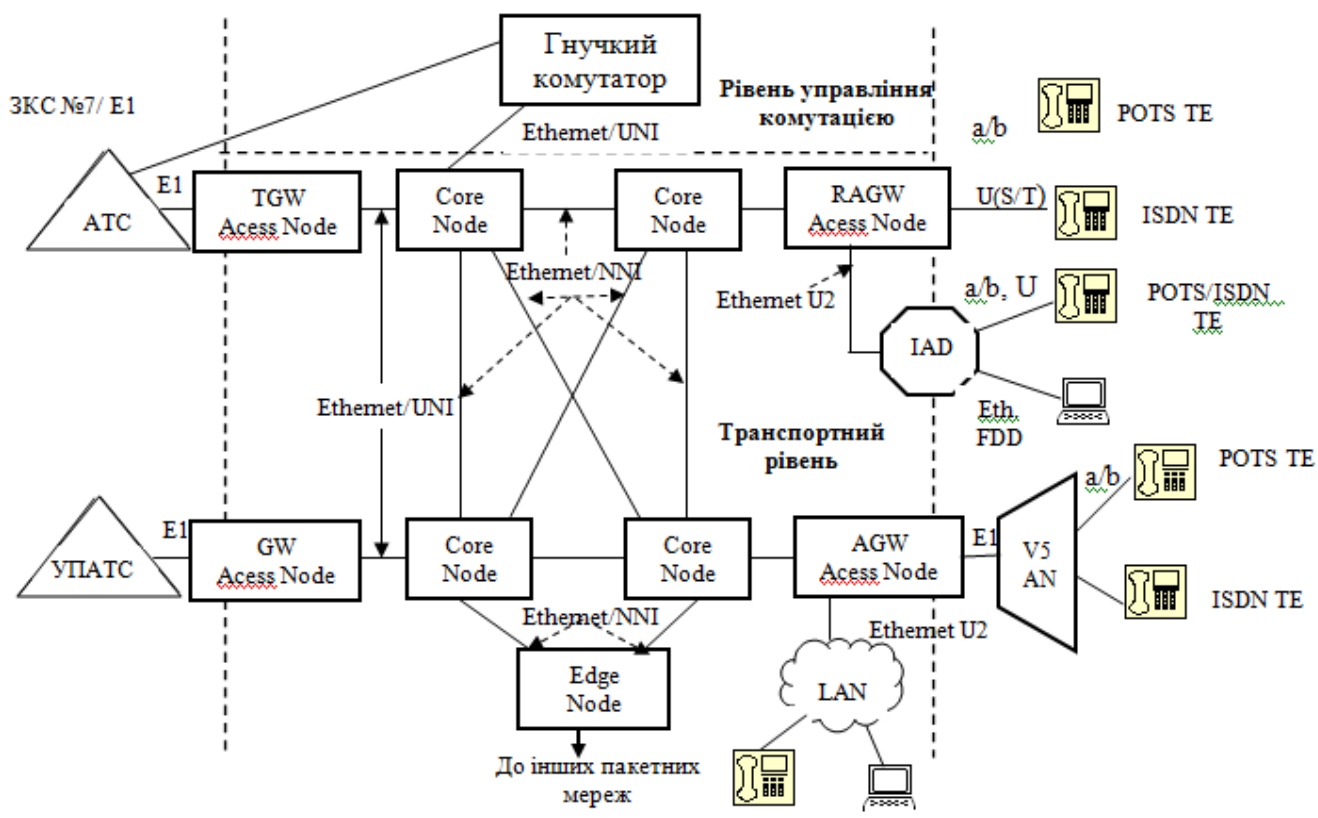 Гнучкий
комутатор
ЗКС №7/ Е1
Рівень управління
комутацією
Ethernet/UNI
a/b
POTS TE
E1
АТС
TGW
Acess Node
Core
Node
Core
Node
RAGW
Acess Node
U(S/T)
ISDN TE
Ethernet/NNI
Ethernet U2
a/b, U
POTS/ISDN
TE
IAD
Ethernet/UNI
Eth.
FDD
Транспортний
рівень
POTS TE
a/b
E1
УПАТС
GW
Acess Node
Core
Node
Core
Node
AGW
Acess Node
E1
V5
AN
ISDN TE
Ethernet/NNI
Ethernet U2
Edge
Node
LAN
До інших пакетних
мереж